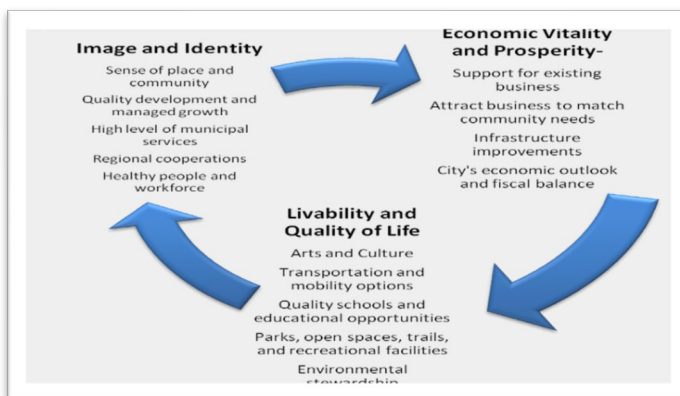 Image and Identity
Sense of place and
community
Quality development and
managed growth
High level of municipal
services
Regional cooperations
Healthy people and
workforce
Economic Vitality
and Prosperity-
Support for existing
business
Attract business to match
community needs
Infrastructure
improvements
City's economic outlook
and fiscal balance
Livability and
Quality of Life
Arts and Culture
Transportation and
mobility options
Quality schools and
educational opportunities
Parks, open spaces, trails,
and recreational facilities
Environmental
stewardship